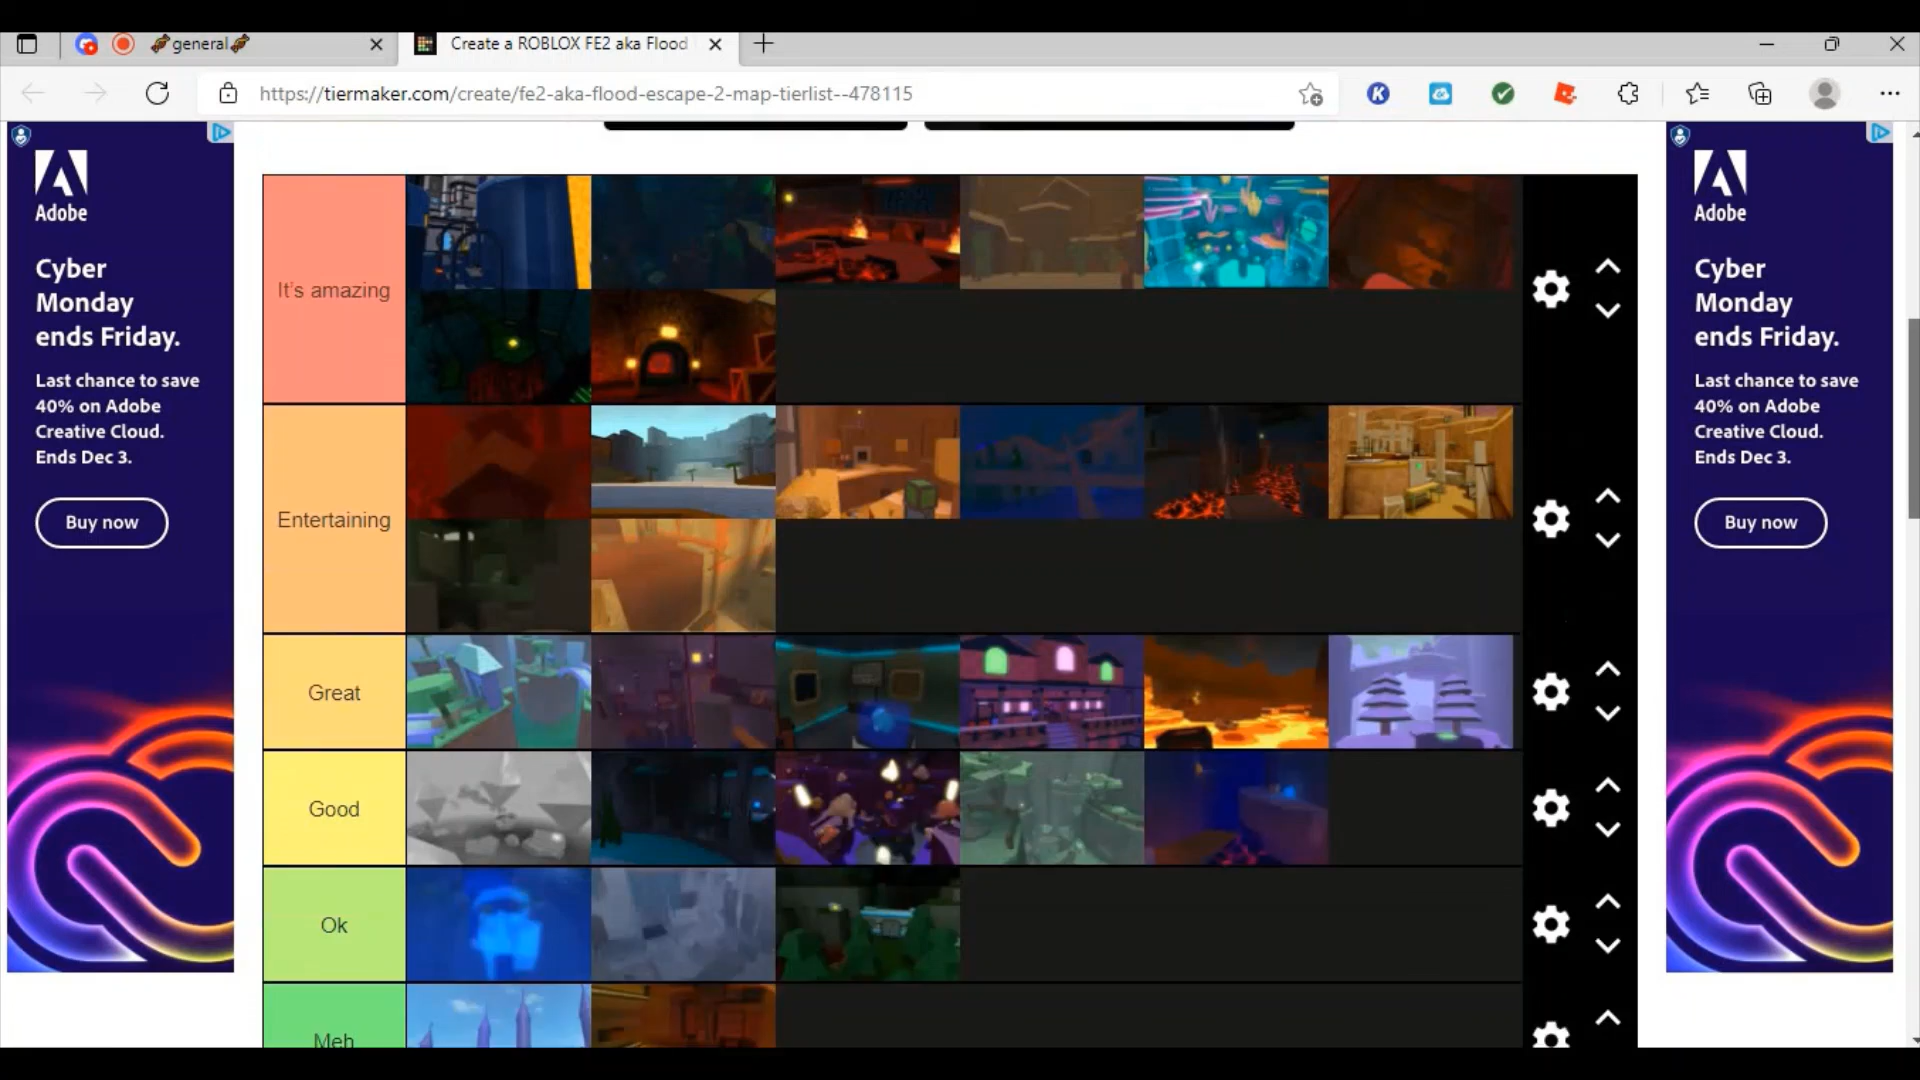 general
Create a ROBLOX FE2 aka Flood
https://tiermaker.com/create/fe2-aka-flood-escape-2-map-tierlist--478115
Adobe
Cyber
Monday
ends Friday.
Last chance to save
40% on Adobe
Creative Cloud.
Ends Dec 3.
Buy now
It's amazing
Entertaining
Great
Good
Ok
Meh
Adobe
Cyber
Monday
ends Friday.
Last chance to save
40% on Adobe
Creative Cloud.
Ends Dec 3.
Buy now